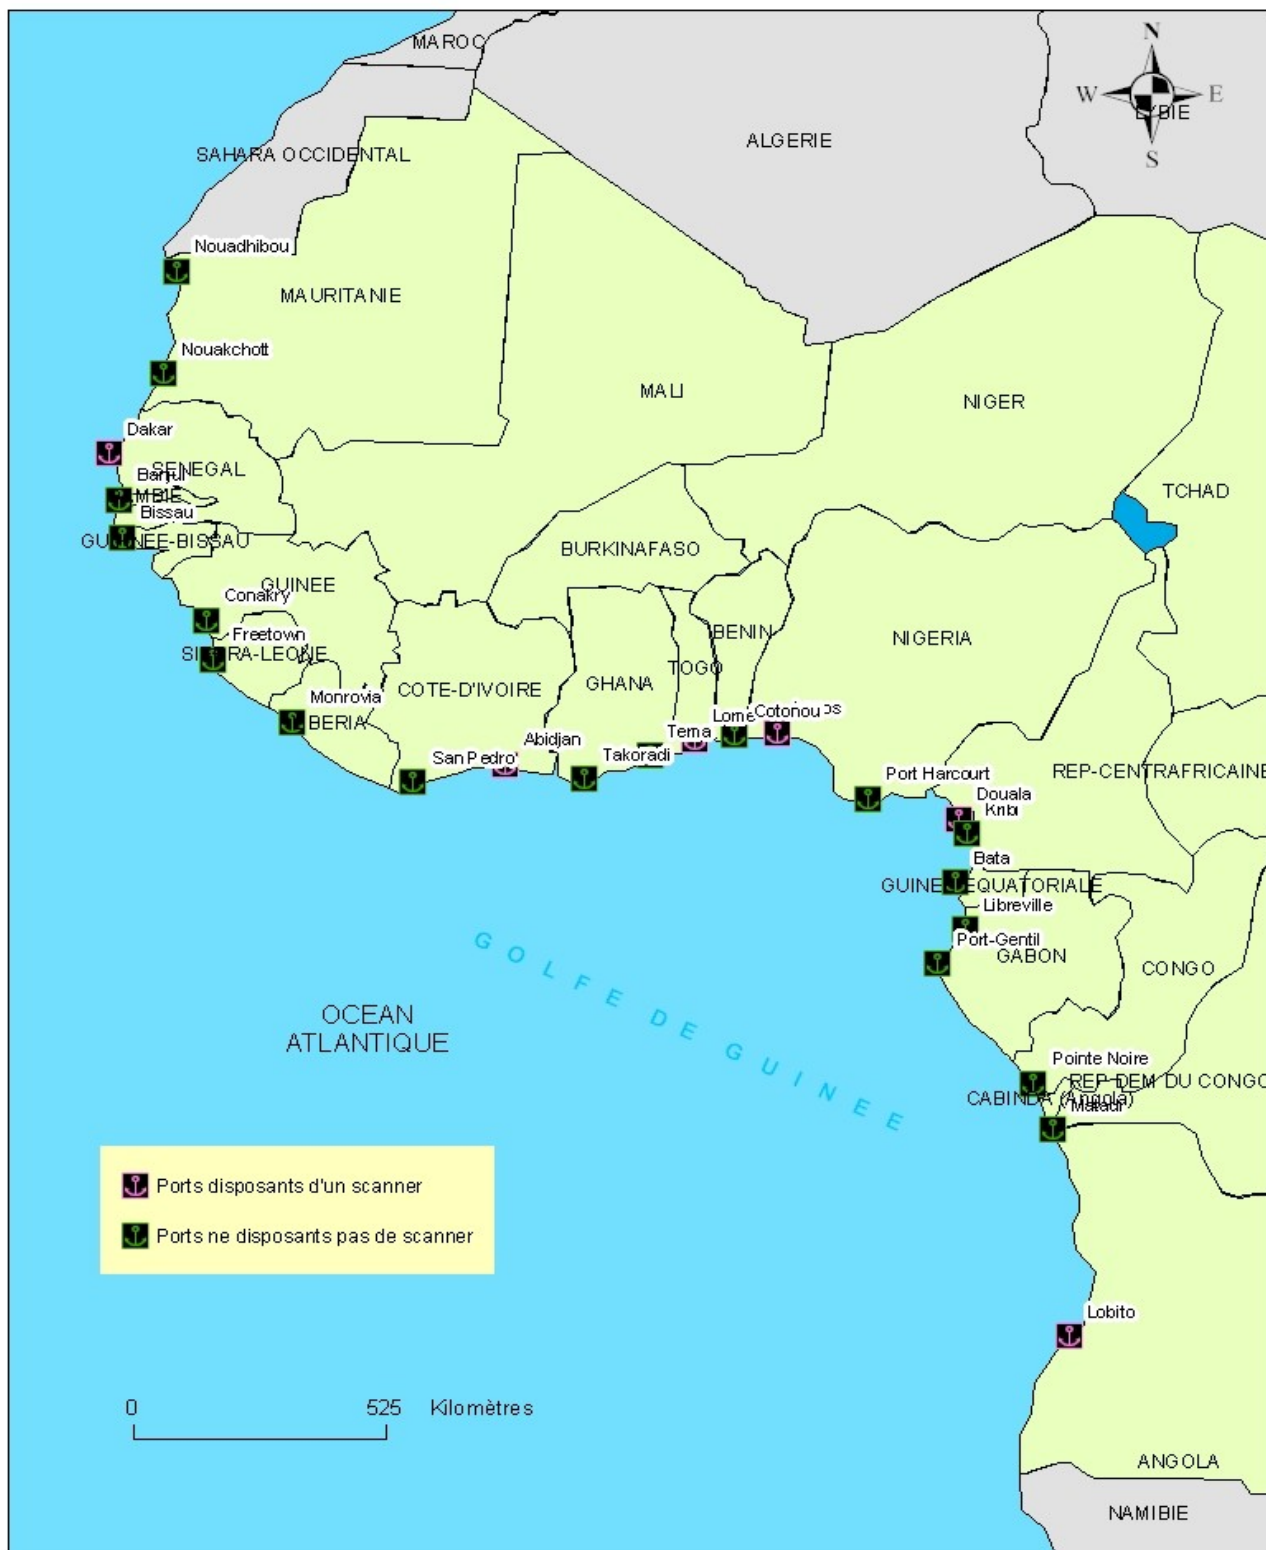 MAROC
N
W
E
S
LYBIE
ALGERIE
SAHARA OCCIDENTAL
Nouadhibou
MAURITANIE
Nouakchott
MALI
NIGER
Dakar
SENEGAL
Banjul
MBIE
TCHAD
Bissau
GUINEE-BISSAU
BURKINAFASO
GUINEE
Conakry
BENIN
NIGERIA
Freetown
SIERRA-LEONE
TOGO
GHANA
COTE-D'IVOIRE
Monrovia
BERIA
Cotonou
os
Lomé
Tema
Abidjan
Takoradi
San Pedro
REP-CENTRAFRICAINE
Port Harcourt
Douala
Kribi
Bata
GUINEE EQUATORIALE
Libreville
Port-Gentil
GABON
CONGO
OCEAN
ATLANTIQUE
GOLFE DE GUINEE
Pointe Noire
REP DEM DU CONGO
CABINDA (Angola)
Matadi
Ports disposants d'un scanner
Ports ne disposants pas de scanner
Lobito
0 525 Kilomètres
ANGOLA
NAMIBIE